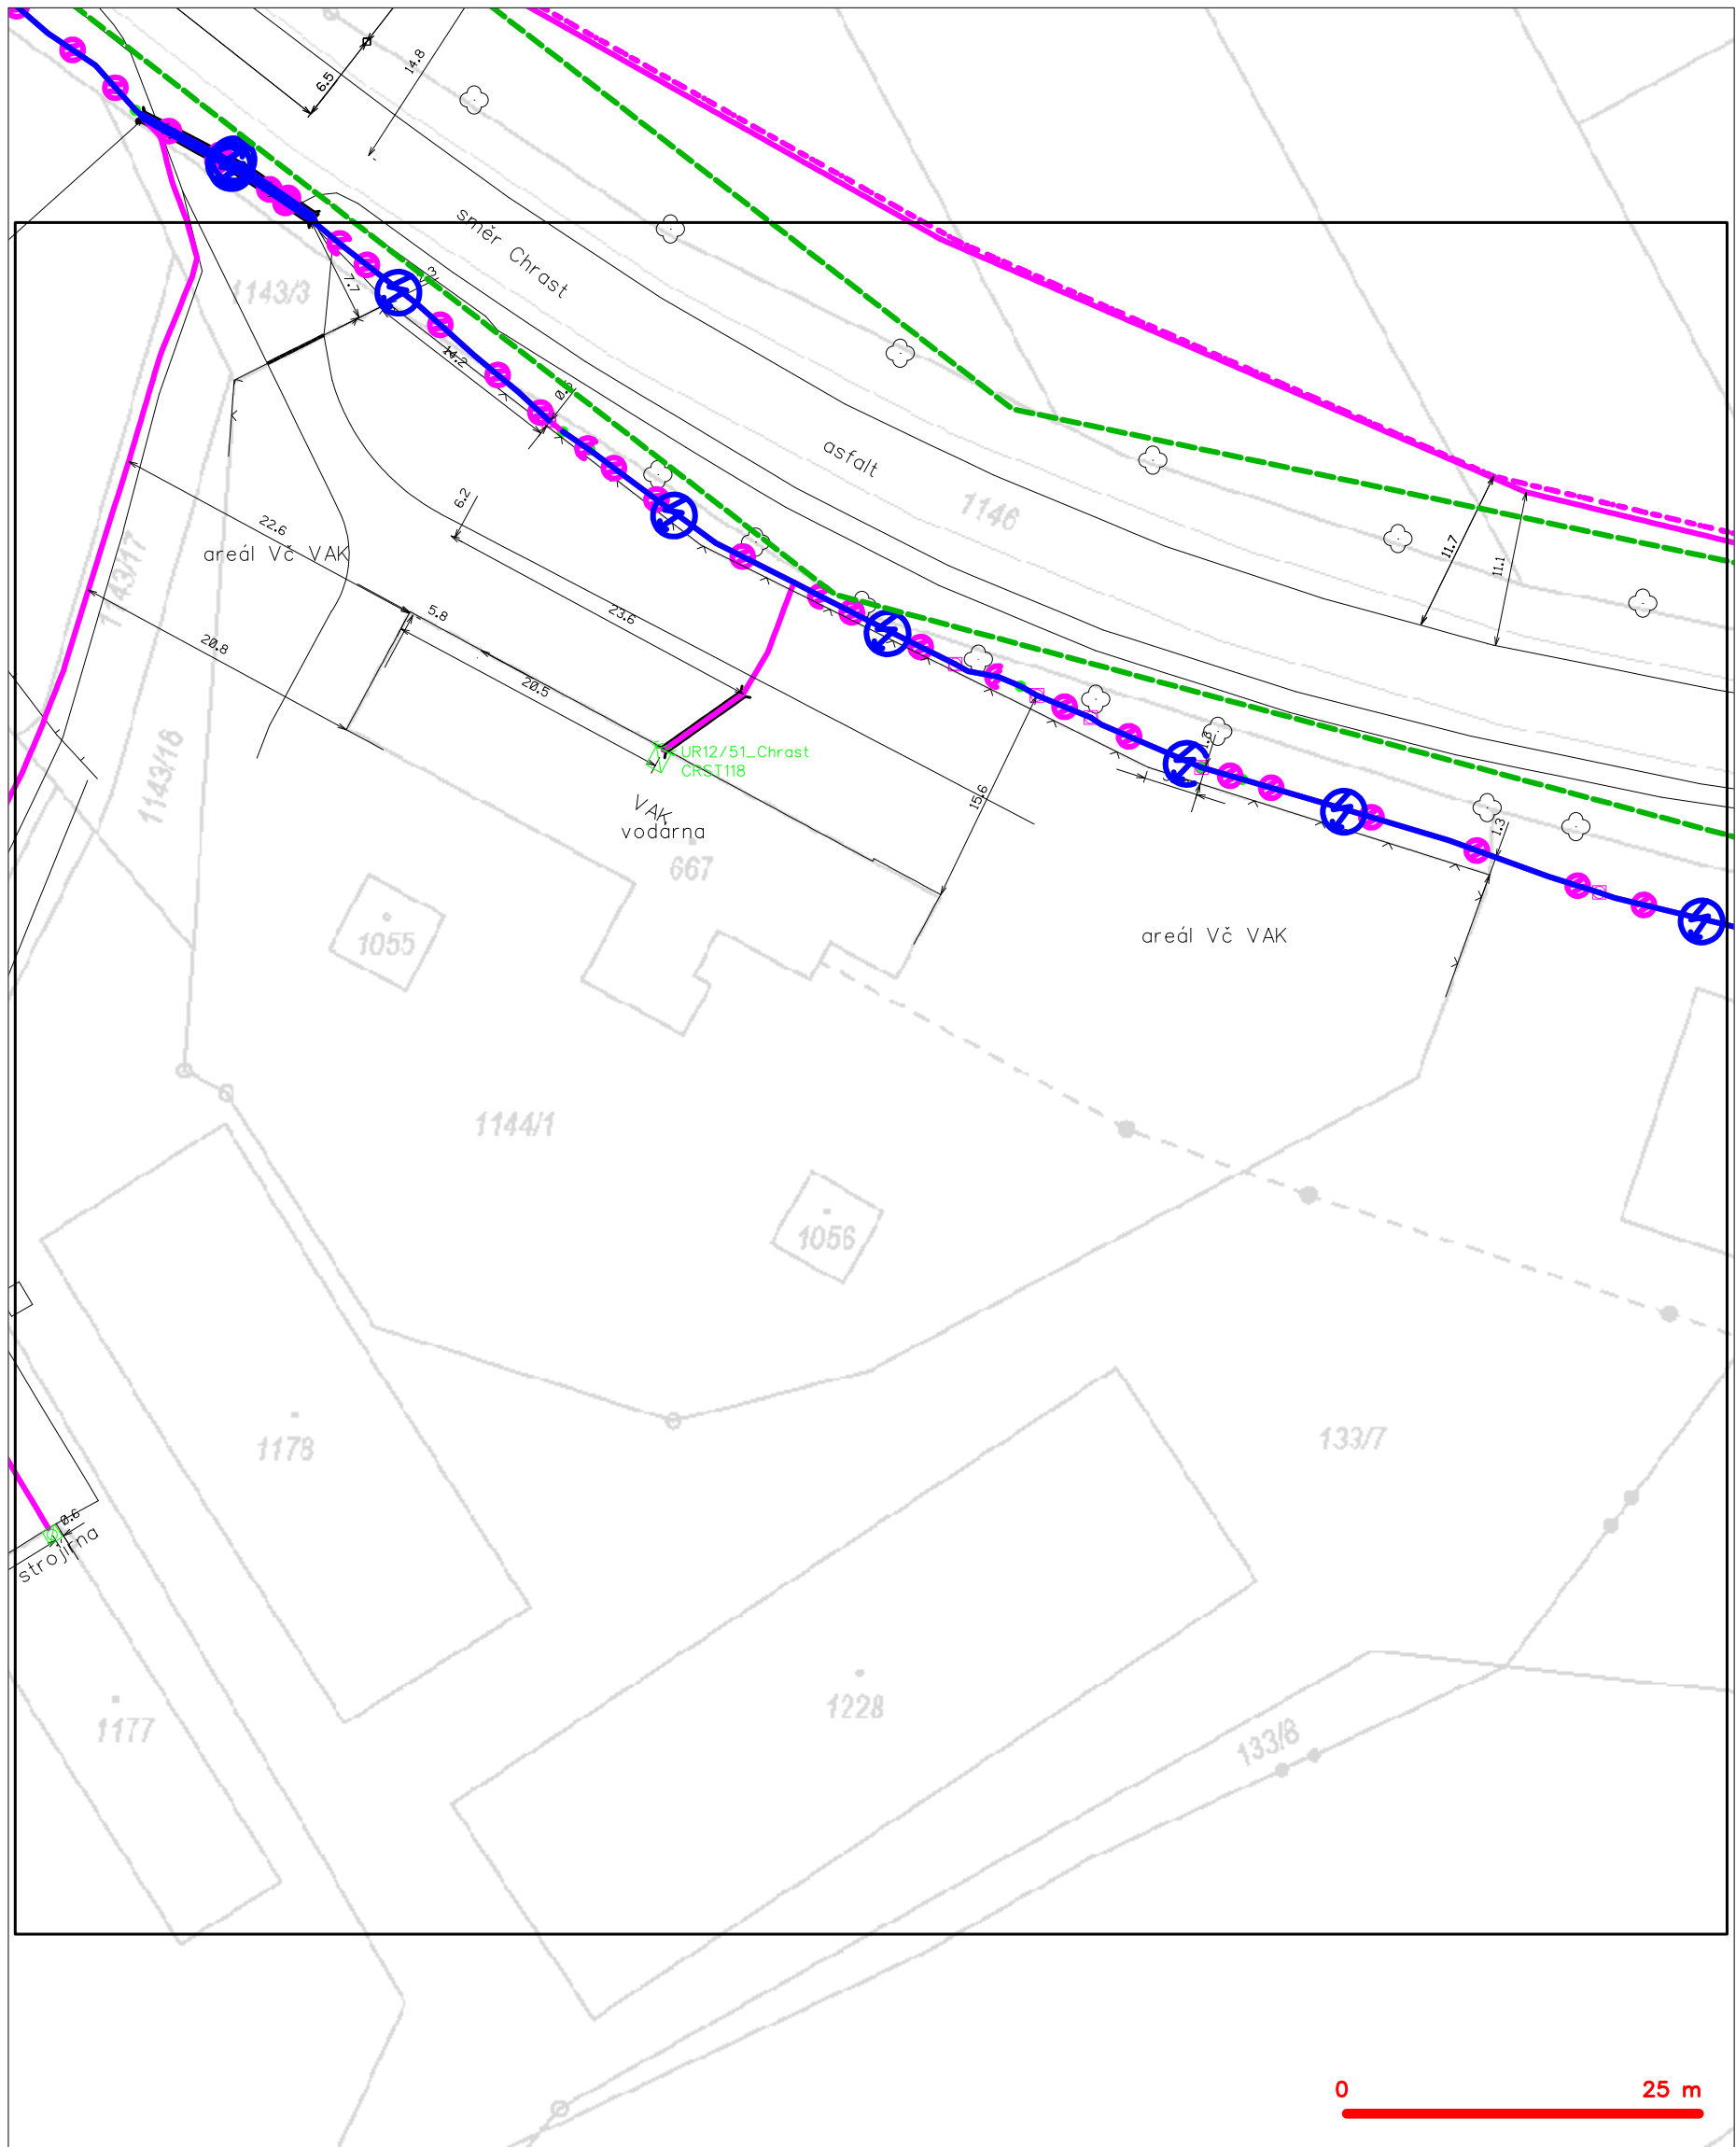 6.5
14.8
směr Chrast
1143/3
7.7
14.2
asfalt
6.2
1146
22.6
areál Vč VAK
11.7
11.1
1143/17
5.8
23.6
20.8
20.5
UR12/51_Chrast
CRST118
1143/16
VAK
vodárna
15.6
1.3
667
1055
areál Vč VAK
1144/1
1056
1178
133/7
strojírna
1177
1228
133/8
0
25 m